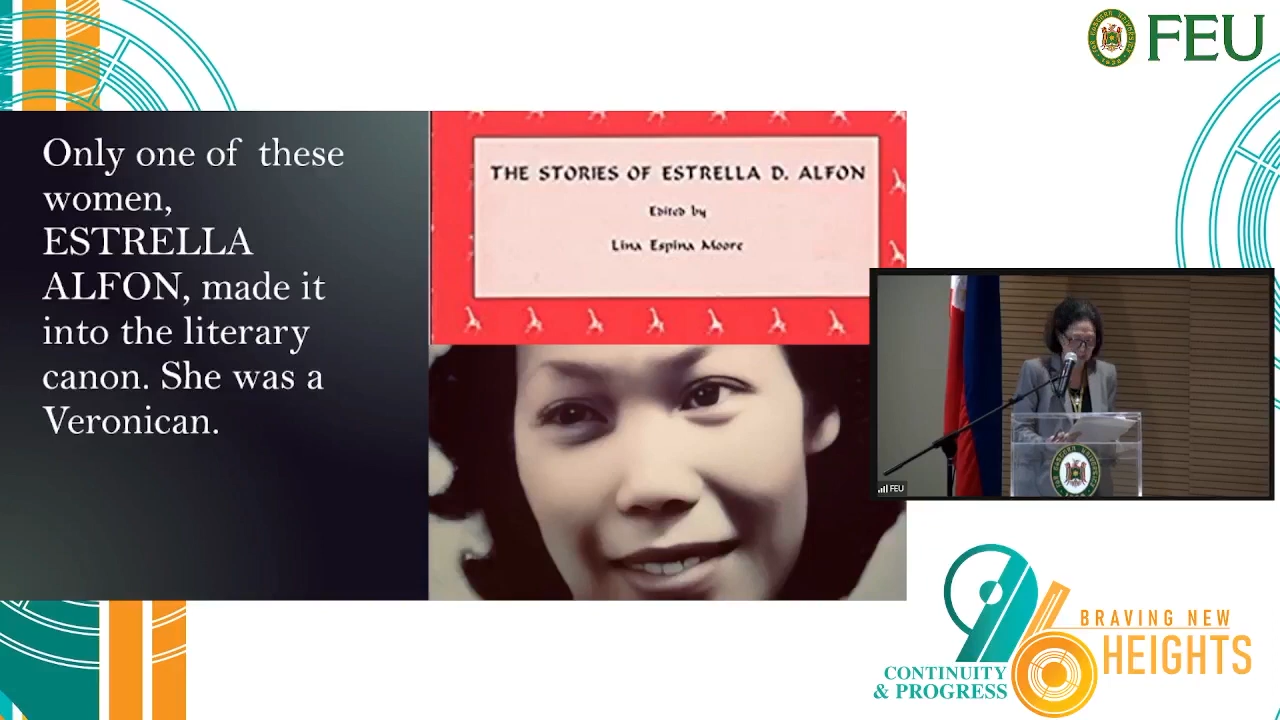 FEU
Only one of these
women,
ESTRELLA
ALFON, made it
into the literary
canon. She was a
Veronican.
THE STORIES OF ESTRELLA D. ALFON
Edited by
Lina Espina Moore
FEU
96
BRAVING NEW
HEIGHTS
CONTINUITY
& PROGRESS